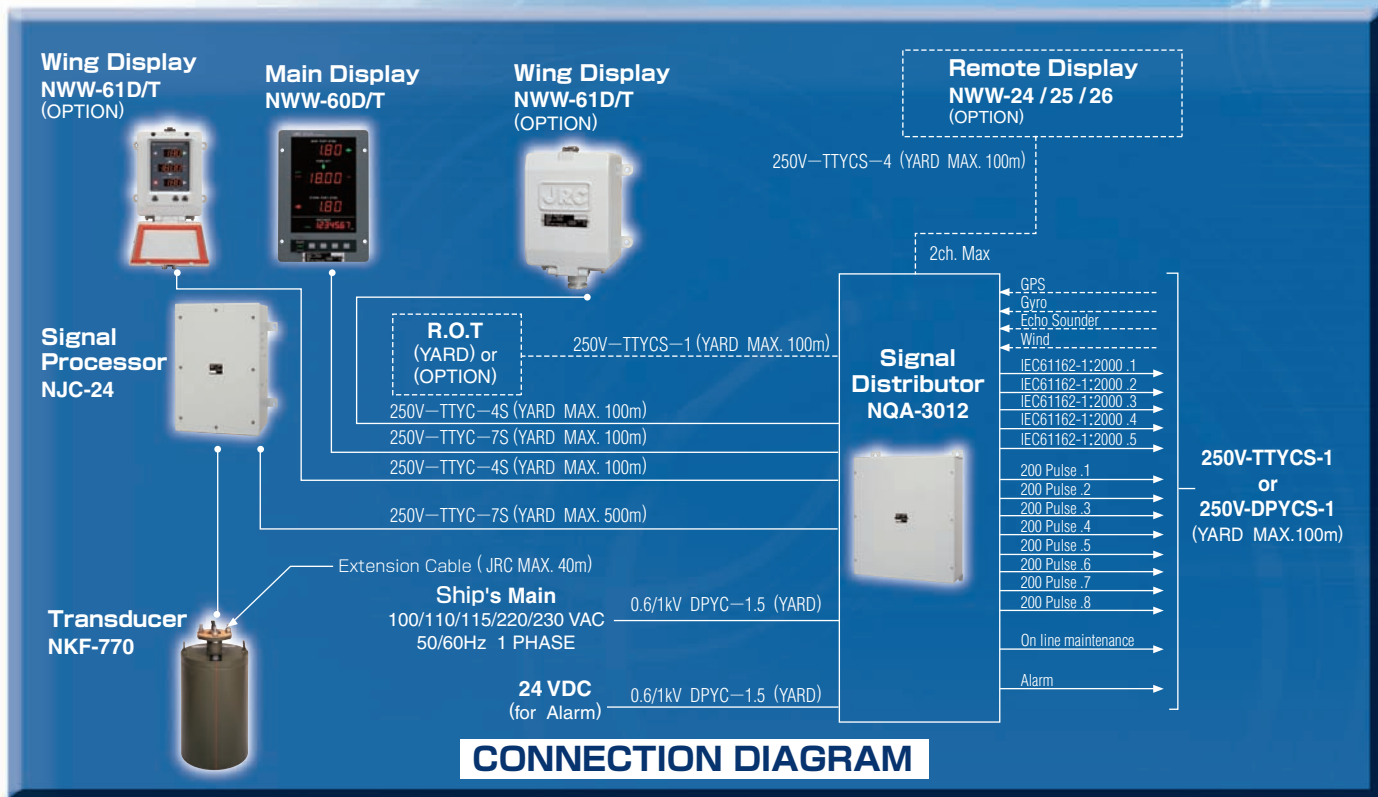 Wing Display
NWW-61D/T
(OPTION)
Main Display
NWW-60D/T
Wing Display
NWW-61D/T
(OPTION)
Remote Display
NWW-24 / 25 / 26
(OPTION)
250V-TTYCS-4 (YARD MAX. 100m)
2ch. Max
JRC
1.80
18.00
1.80
1234567
Signal
Processor
NJC-24
R.O.T
(YARD) or
(OPTION)
250V-TTYCS-1 (YARD MAX. 100m)
250V-TTYC-4S (YARD MAX. 100m)
250V-TTYC-7S (YARD MAX. 100m)
250V-TTYC-4S (YARD MAX. 100m)
250V-TTYC-7S (YARD MAX. 500m)
Extension Cable ( JRC MAX. 40m)
Transducer
NKF-770
Ship's Main
100/110/115/220/230 VAC
50/60Hz 1 PHASE
0.6/1kV DPYC-1.5 (YARD)
24 VDC
(for Alarm)
0.6/1kV DPYC-1.5 (YARD)
Signal
Distributor
NQA-3012
GPS
Gyro
Echo Sounder
Wind
IEC61162-1:2000 .1
IEC61162-1:2000 .2
IEC61162-1:2000 .3
IEC61162-1:2000 .4
IEC61162-1:2000 .5
200 Pulse .1
200 Pulse .2
200 Pulse .3
200 Pulse .4
200 Pulse .5
200 Pulse .6
200 Pulse .7
200 Pulse .8
On line maintenance
Alarm
250V-TTYCS-1
or
250V-DPYCS-1
(YARD MAX.100m)
CONNECTION DIAGRAM